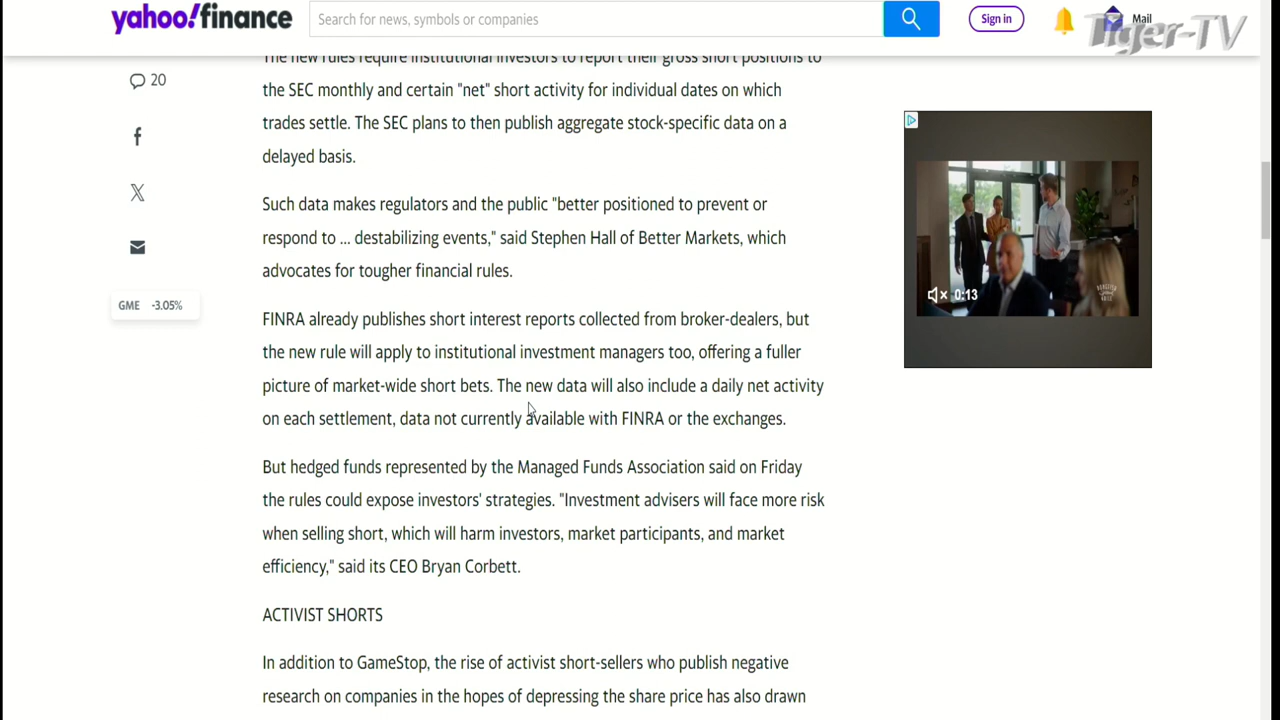 yahoo!finance
Search for news, symbols or companies
Sign in
Mail
Tiger-TV
The new rules require institutional investors to report their gross short positions to
20
the SEC monthly and certain "net" short activity for individual dates on which
trades settle. The SEC plans to then publish aggregate stock-specific data on a
delayed basis.
Such data makes regulators and the public "better positioned to prevent or
respond to ... destabilizing events," said Stephen Hall of Better Markets, which
advocates for tougher financial rules.
GME -3.05%
0:13
FINRA already publishes short interest reports collected from broker-dealers, but
the new rule will apply to institutional investment managers too, offering a fuller
picture of market-wide short bets. The new data will also include a daily net activity
on each settlement, data not currently available with FINRA or the exchanges.
But hedged funds represented by the Managed Funds Association said on Friday
the rules could expose investors' strategies. "Investment advisers will face more risk
when selling short, which will harm investors, market participants, and market
efficiency," said its CEO Bryan Corbett.
ACTIVIST SHORTS
In addition to GameStop, the rise of activist short-sellers who publish negative
research on companies in the hopes of depressing the share price has also drawn